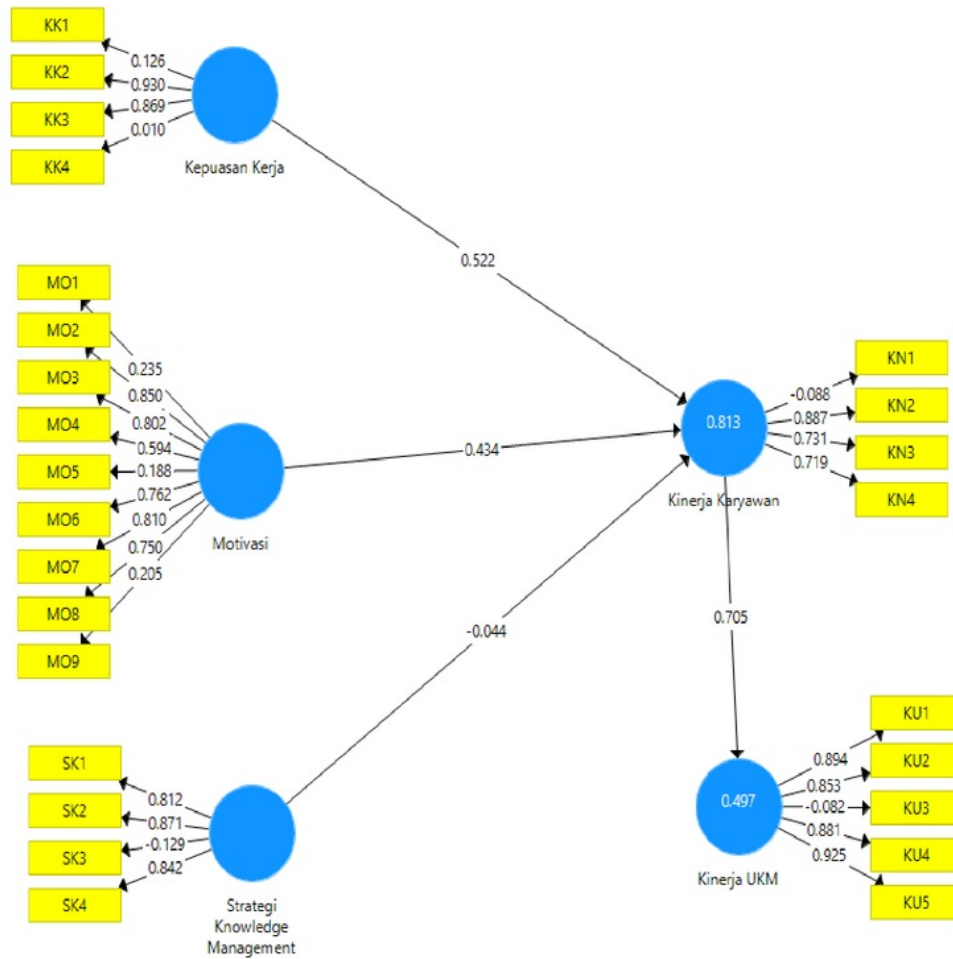 KK1
0.126
KK2
0.930
0.869
KK3
0.010
KK4
Kepuasan Kerja
0.522
MO1
MO2
0.235
MO3
0.850
0.802
MO4
0.594
MO5
0.188
0.762
MO6
0.810
MO7
0.750
0.205
MO8
MO9
Motivasi
0.434
KN1
-0.088
KN2
0.887
0.731
KN3
0.719
KN4
0.813
Kinerja Karyawan
-0.044
0.705
SK1
0.812
SK2
0.871
-0.129
SK3
0.842
SK4
Strategi
Knowledge
Management
KU1
0.894
KU2
0.853
-0.082
KU3
0.881
KU4
0.925
KU5
0.497
Kinerja UKM